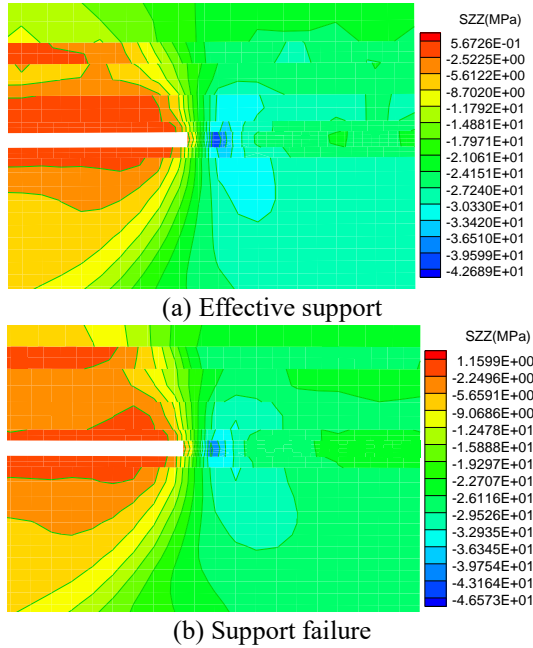 SZZ(MPa)
5.6726E-01
-2.5225E+00
-5.6122E+00
-8.7020E+00
-1.1792E+01
-1.4881E+01
-1.7971E+01
-2.1061E+01
-2.4151E+01
-2.7240E+01
-3.0330E+01
-3.3420E+01
-3.6510E+01
-3.9599E+01
-4.2689E+01
(a) Effective support
SZZ(MPa)
1.1599E+00
-2.2496E+00
-5.6591E+00
-9.0686E+00
-1.2478E+01
-1.5888E+01
-1.9297E+01
-2.2707E+01
-2.6116E+01
-2.9526E+01
-3.2935E+01
-3.6345E+01
-3.9754E+01
-4.3164E+01
-4.6573E+01
(b) Support failure